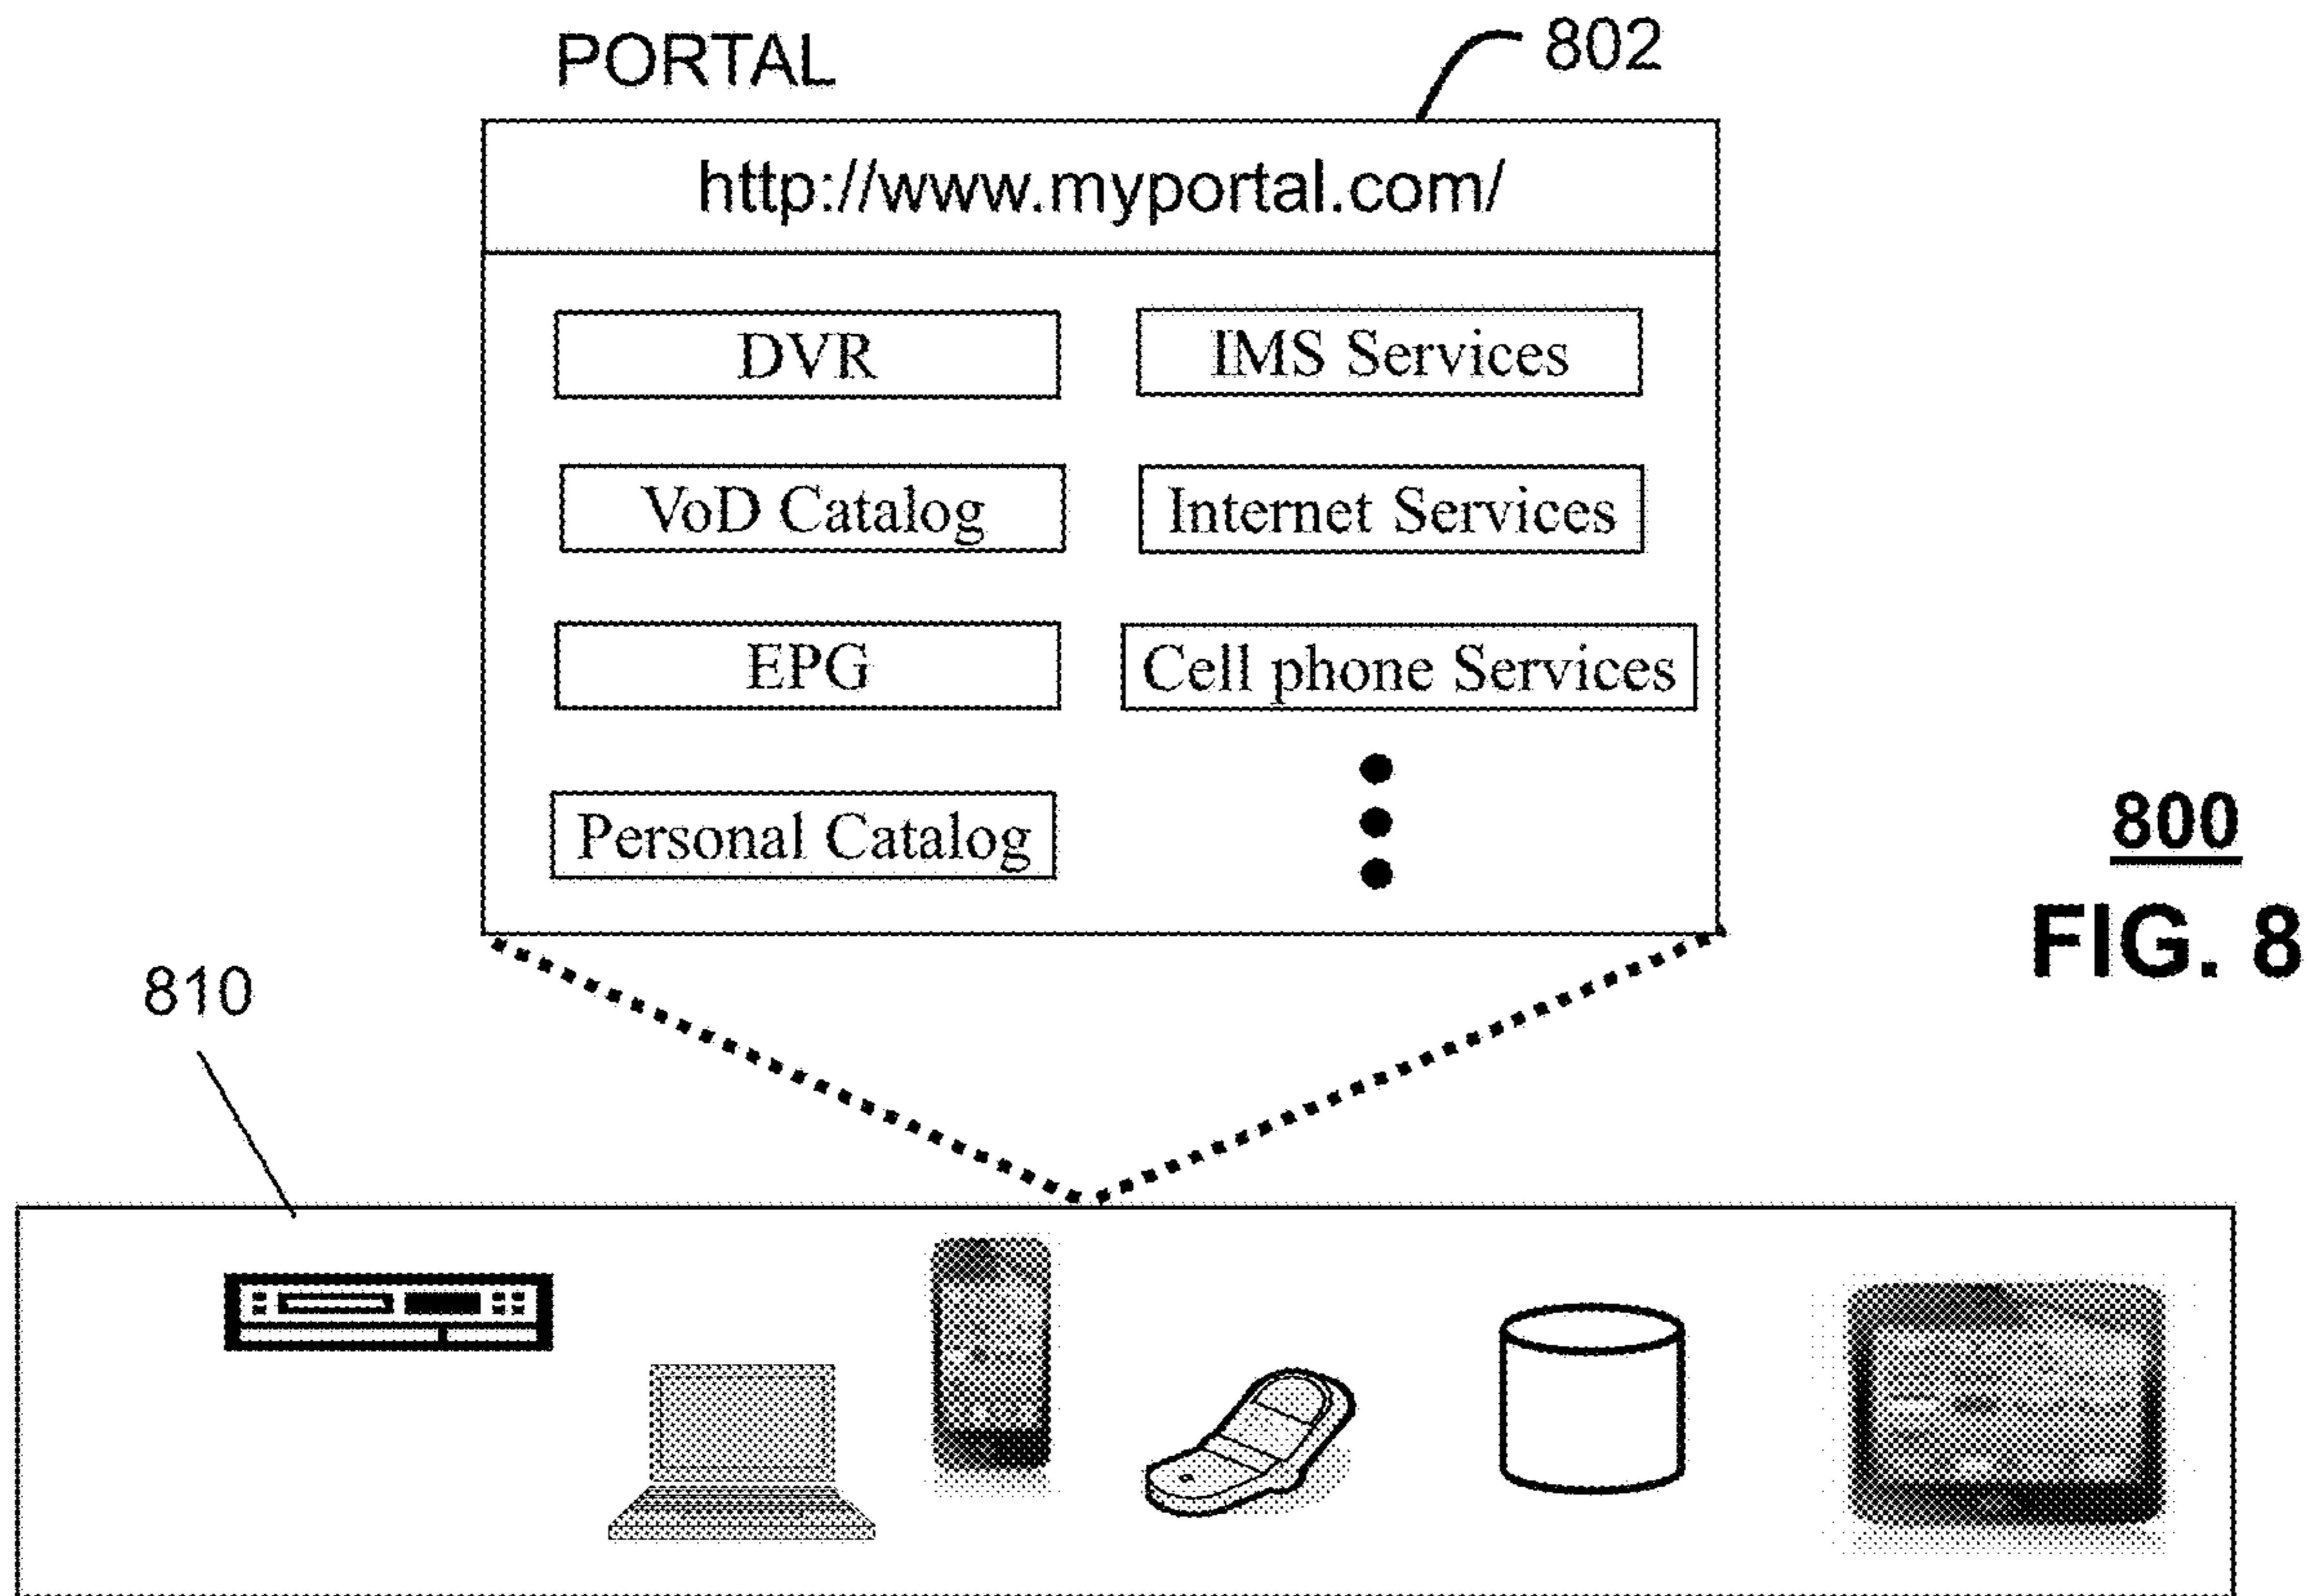 PORTAL
802
http://www.myportal.com/
DVR
IMS Services
VoD Catalog
Internet Services
EPG
Cell phone Services
Personal Catalog
800
FIG. 8
810